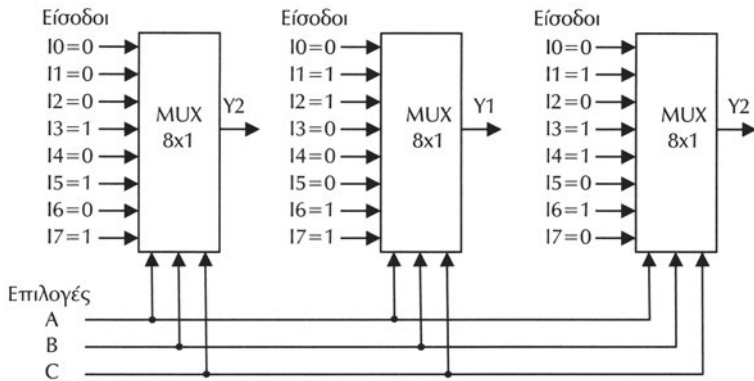 Είσοδοι Είσοδοι Είσοδοι
I0=0 I0=0 I0=0
I1=0 I1=1 I1=1
I2=0 MUX Y2 I2=1 MUX Y1 I2=0 MUX Y2
I3=1 8x1 I3=0 8x1 I3=1 8x1
I4=0 I4=0 I4=1
I5=1 I5=0 I5=0
I6=0 I6=1 I6=1
I7=1 I7=1 I7=0
Επιλογές
A
B
C